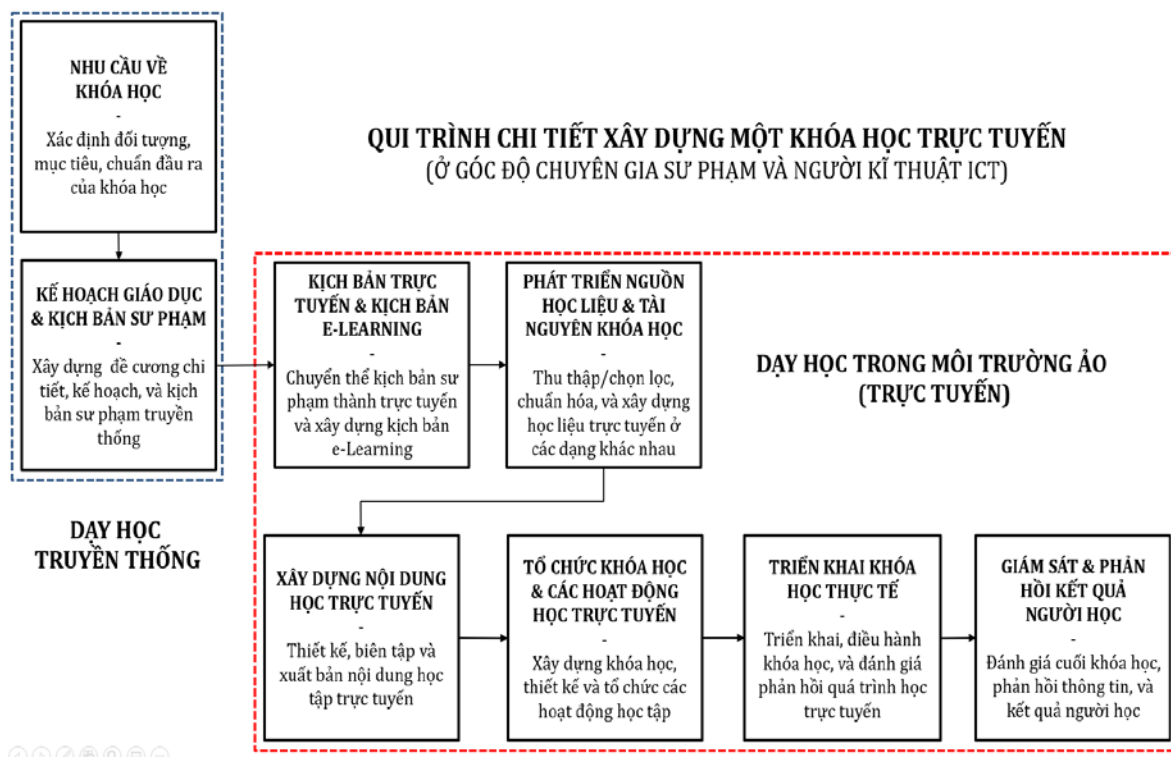 NHU CẦU VỀ
KHÓA HỌC
-
Xác định đối tượng,
mục tiêu, chuẩn đầu ra
của khóa học
QUI TRÌNH CHI TIẾT XÂY DỰNG MỘT KHÓA HỌC TRỰC TUYẾN
(Ở GÓC ĐỘ CHUYÊN GIA SƯ PHẠM VÀ NGƯỜI KĨ THUẬT ICT)
KẾ HOẠCH GIÁO DỤC
& KỊCH BẢN SƯ PHẠM
-
Xây dựng đề cương chi
tiết, kế hoạch, và kịch
bản sư phạm truyền
thống
KỊCH BẢN TRỰC
TUYẾN & KỊCH BẢN
E-LEARNING
-
Chuyển thể kịch bản sư
phạm thành trực tuyến
và xây dựng kịch bản
e-Learning
PHÁT TRIỂN NGUỒN
HỌC LIỆU & TÀI
NGUYÊN KHÓA HỌC
-
Thu thập/chọn lọc,
chuẩn hóa, và xây dựng
học liệu trực tuyến ở
các dạng khác nhau
DẠY HỌC TRONG MÔI TRƯỜNG ẢO
(TRỰC TUYẾN)
DẠY HỌC
TRUYỀN THỐNG
XÂY DỰNG NỘI DUNG
HỌC TRỰC TUYẾN
-
Thiết kế, biên tập và
xuất bản nội dung học
tập trực tuyến
TỔ CHỨC KHÓA HỌC
& CÁC HOẠT ĐỘNG
HỌC TRỰC TUYẾN
-
Xây dựng khóa học,
thiết kế và tổ chức các
hoạt động học tập
TRIỂN KHAI KHÓA
HỌC THỰC TẾ
-
Triển khai, điều hành
khóa học, và đánh giá
phản hồi quá trình học
trực tuyến
GIÁM SÁT & PHẢN
HỒI KẾT QUẢ
NGƯỜI HỌC
-
Đánh giá cuối khóa học,
phản hồi thông tin, và
kết quả người học